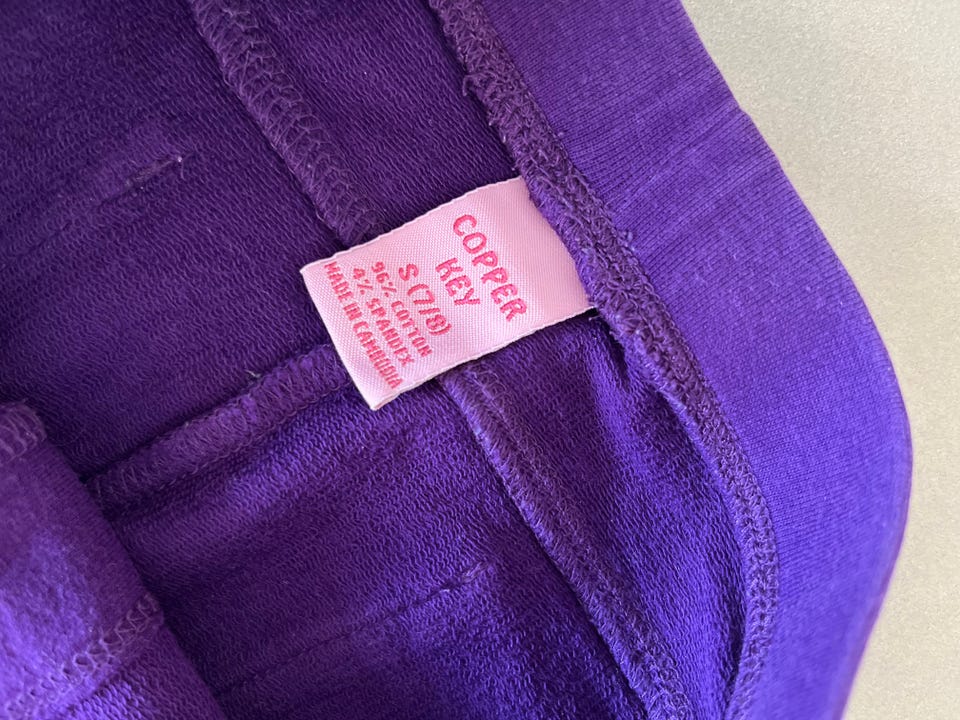 COPPER
KEY
S (7/8)
96% COTTON
4% SPANDEX
MADE IN CAMBODIA